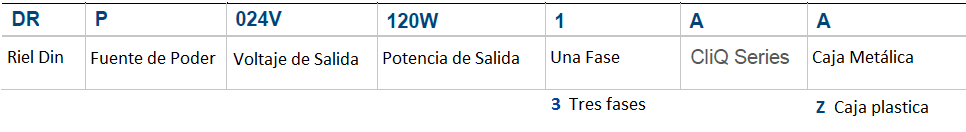 DR P 024V 120W 1 A A
Riel Din Fuente de Poder Voltaje de Salida Potencia de Salida Una Fase CliQ Series Caja Metálica
3 Tres fases Z Caja plastica